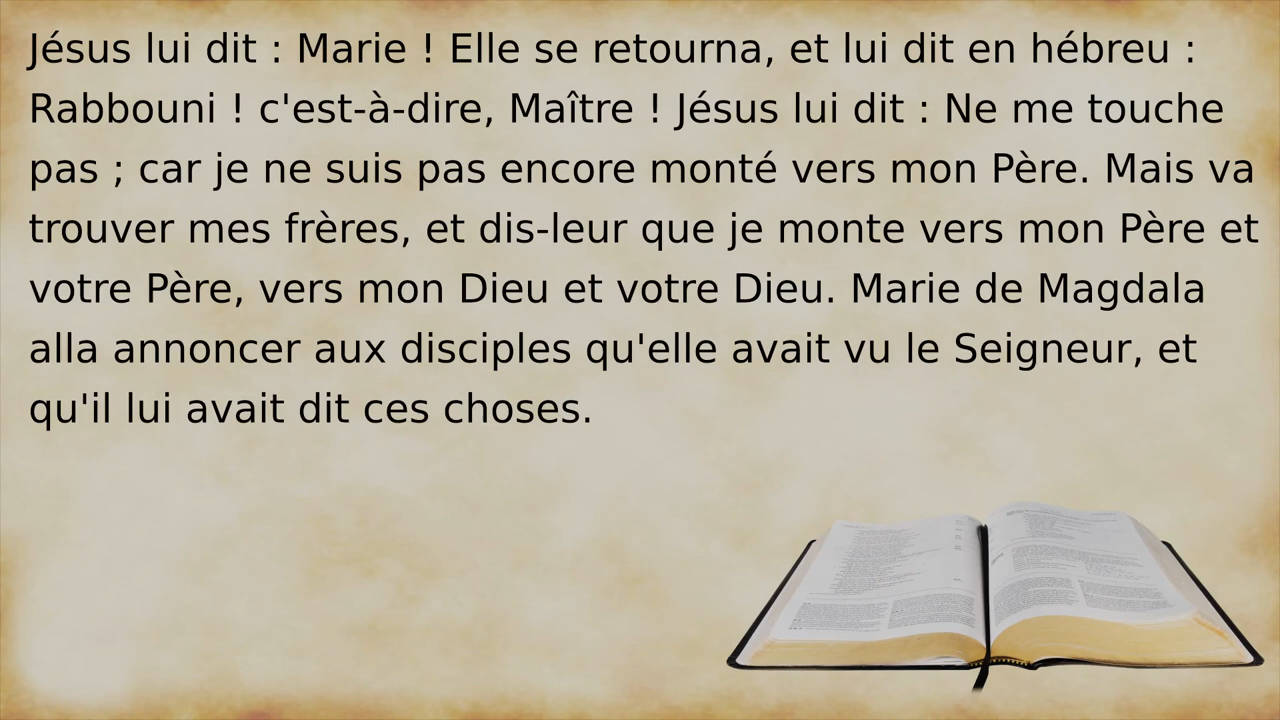 Jésus lui dit : Marie ! Elle se retourna, et lui dit en hébreu :
Rabbouni ! c'est-à-dire, Maître ! Jésus lui dit : Ne me touche
pas ; car je ne suis pas encore monté vers mon Père. Mais va
trouver mes frères, et dis-leur que je monte vers mon Père et
votre Père, vers mon Dieu et votre Dieu. Marie de Magdala
alla annoncer aux disciples qu'elle avait vu le Seigneur, et
qu'il lui avait dit ces choses.